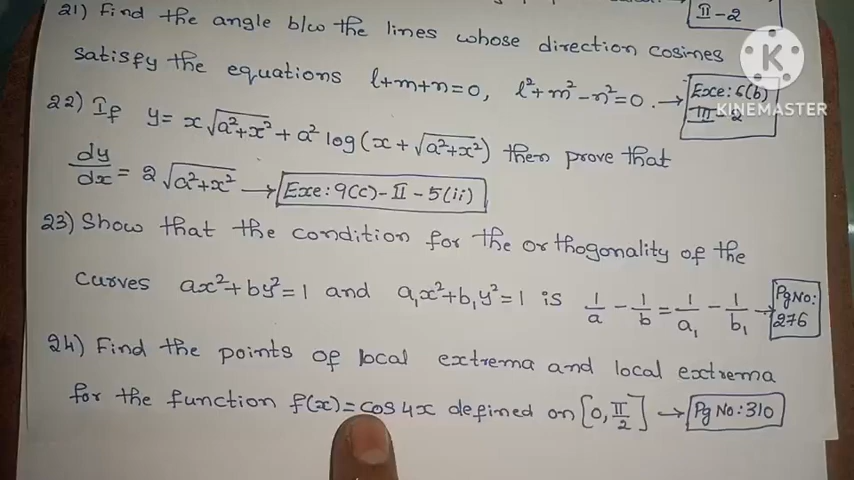 II-2
21) Find the angle b/w the lines whose direction cosines
satisfy the equations l+m+n=0, l²+m²-n²=0. → Exe: 6(b)
III-2
KINEMASTER
22) If y= x√(a²+x²) + a² log(x+√(a²+x²)) then prove that
dy/dx = 2√(a²+x²) → Exe: 9(c)-II-5(ii)
23) Show that the condition for the orthogonality of the
curves ax²+by²=1 and a₁x²+b₁y²=1 is 1/a - 1/b = 1/a₁ - 1/b₁ → Pg No: 276
24) Find the points of local extrema and local extrema
for the function f(x)=cos4x defined on [0, π/2] → Pg No: 310